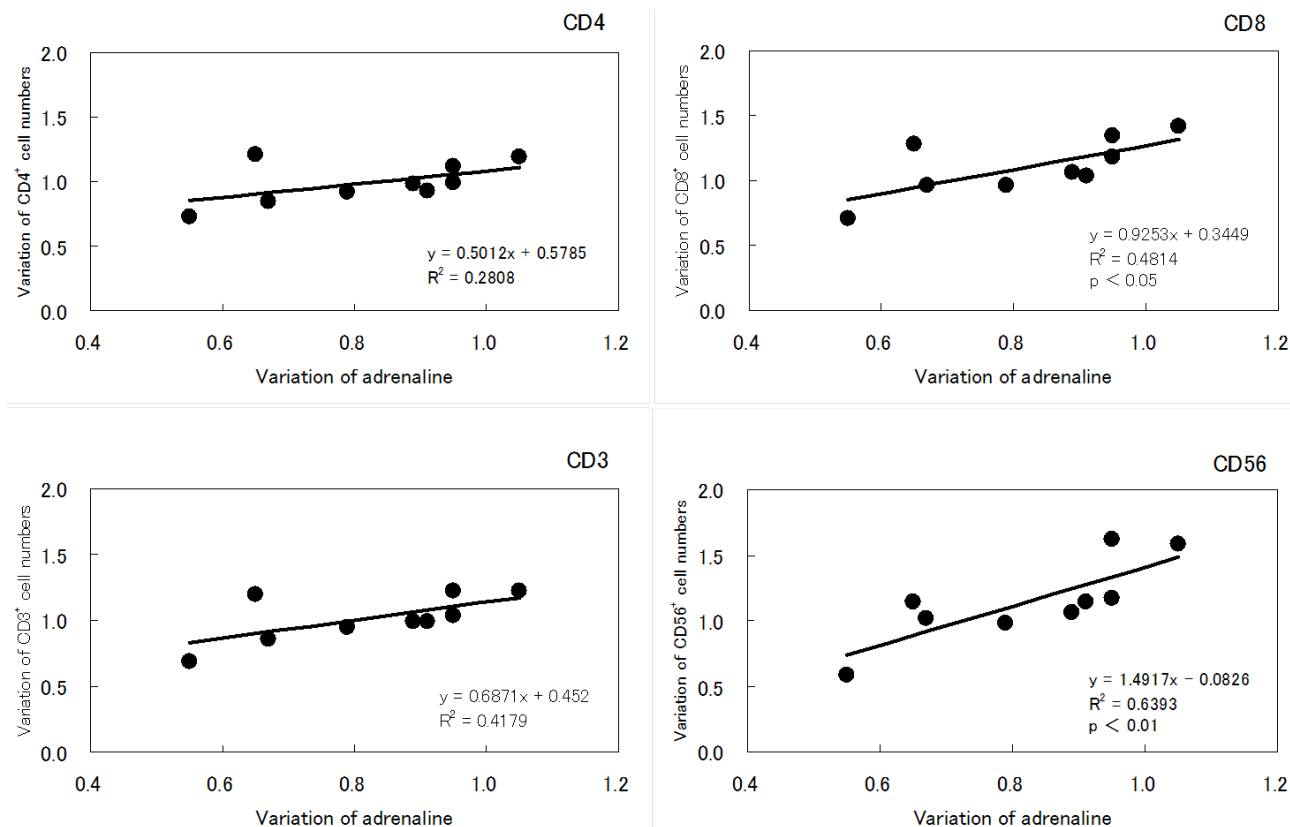 CD4
Variation of CD4⁺ cell numbers
2.0
1.5
1.0
0.5
0.0
y = 0.5012x + 0.5785
R² = 0.2808
0.4 0.6 0.8 1.0 1.2
Variation of adrenaline
CD8
Variation of CD8⁺ cell numbers
2.0
1.5
1.0
0.5
0.0
y = 0.9253x + 0.3449
R² = 0.4814
p < 0.05
0.4 0.6 0.8 1.0 1.2
Variation of adrenaline
CD3
Variation of CD3⁺ cell numbers
2.0
1.5
1.0
0.5
0.0
y = 0.6871x + 0.452
R² = 0.4179
0.4 0.6 0.8 1.0 1.2
Variation of adrenaline
CD56
Variation of CD56⁺ cell numbers
2.0
1.5
1.0
0.5
0.0
y = 1.4917x − 0.0826
R² = 0.6393
p < 0.01
0.4 0.6 0.8 1.0 1.2
Variation of adrenaline